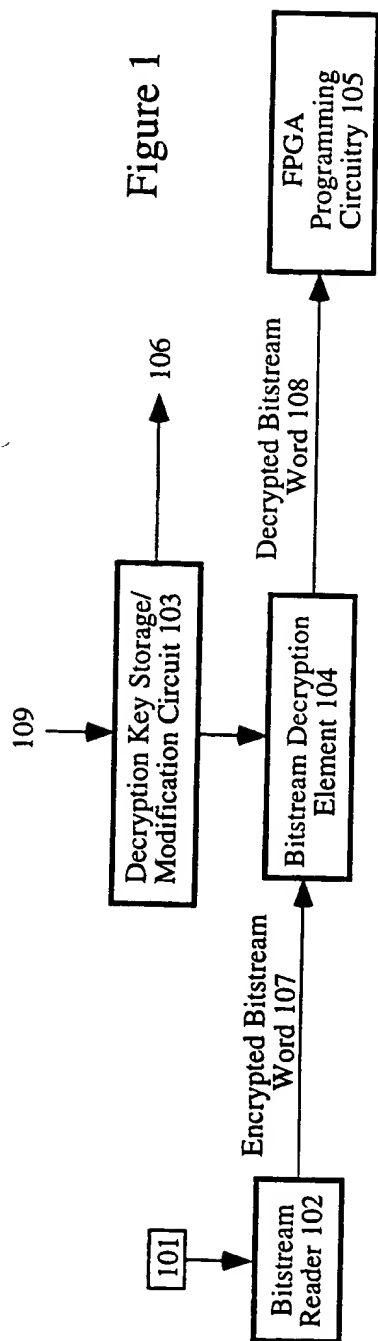 Figure 1
109
Decryption Key Storage/
Modification Circuit 103
106
101
Bitstream
Reader 102
Encrypted Bitstream
Word 107
Bitstream Decryption
Element 104
Decrypted Bitstream
Word 108
FPGA
Programming
Circuitry 105